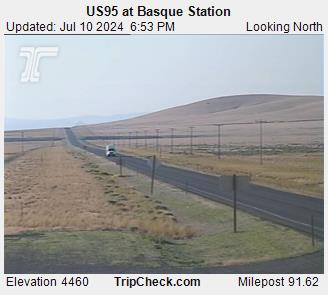 US95 at Basque Station
Updated: Jul 10 2024 6:53 PM Looking North
Elevation 4460 TripCheck.com Milepost 91.62